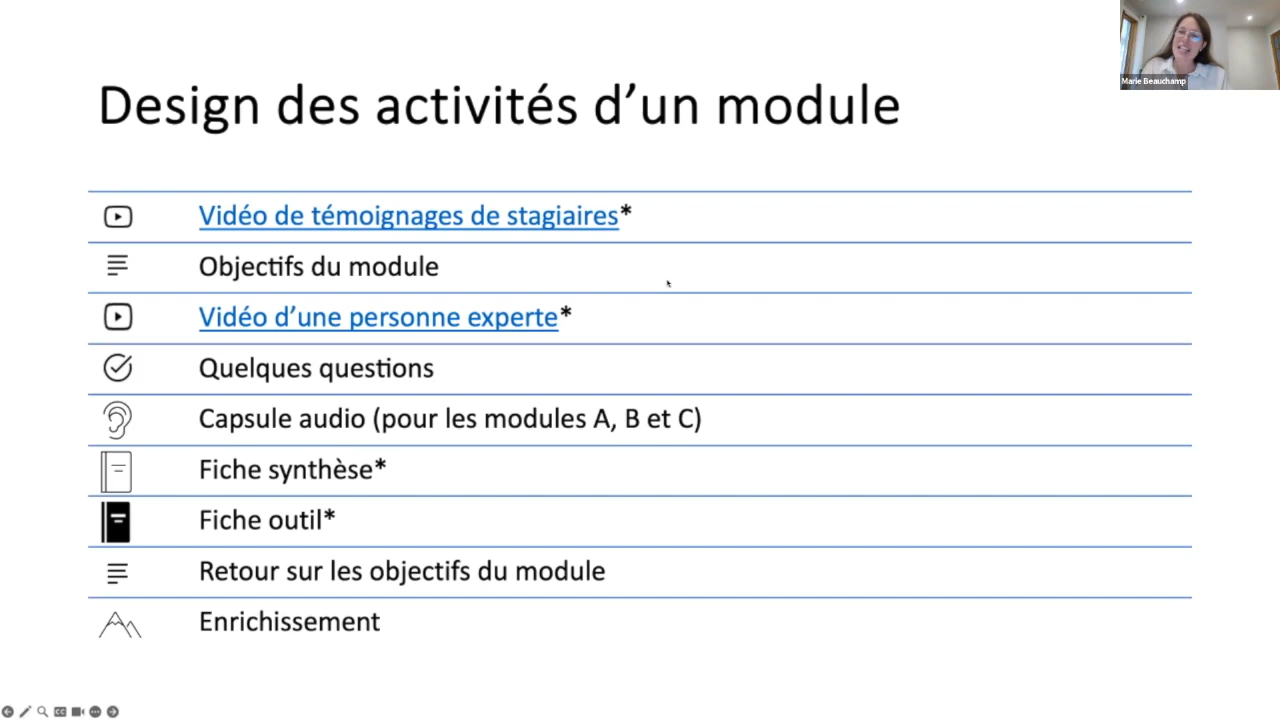 Marie Beauchamp
Design des activités d’un module
Vidéo de témoignages de stagiaires*
Objectifs du module
Vidéo d’une personne experte*
Quelques questions
Capsule audio (pour les modules A, B et C)
Fiche synthèse*
Fiche outil*
Retour sur les objectifs du module
Enrichissement